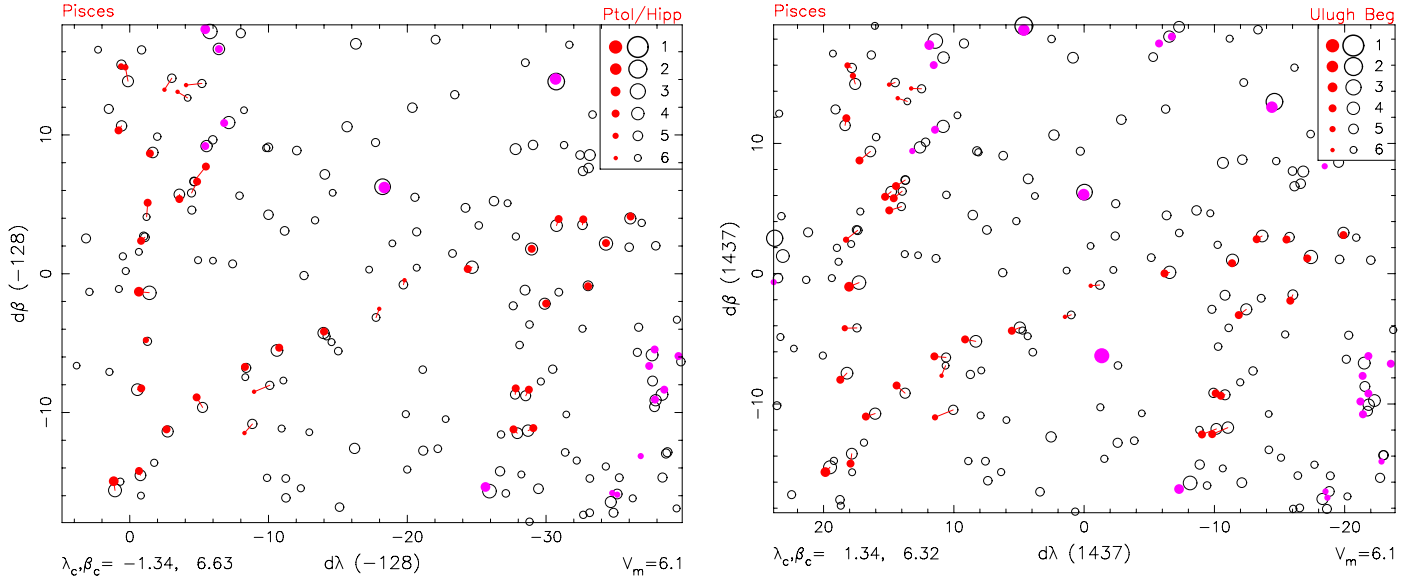 Pisces Ptol/Hipp
1
2
3
4
5
6
10
0
-10
dβ (-128)
0 -10 -20 -30
λc,βc= -1.34, 6.63 dλ (-128) Vm=6.1
Pisces Ulugh Beg
1
2
3
4
5
6
10
0
-10
dβ (1437)
20 10 0 -10 -20
λc,βc= 1.34, 6.32 dλ (1437) Vm=6.1